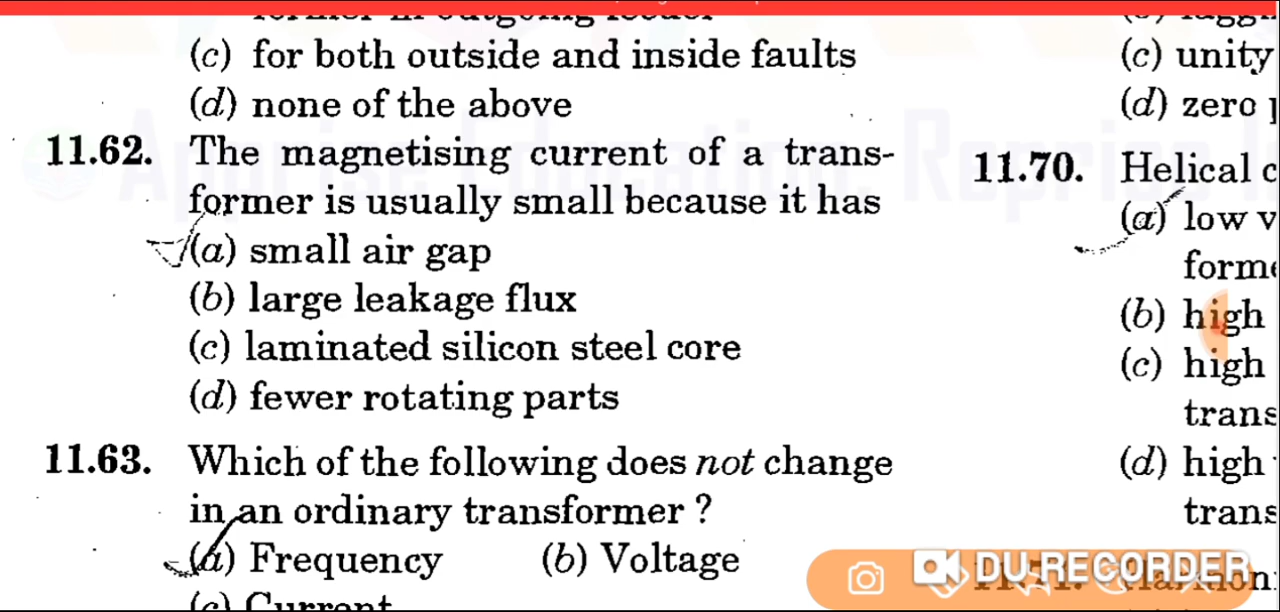 (c) for both outside and inside faults
(d) none of the above
11.62. The magnetising current of a trans-
former is usually small because it has
(a) small air gap
(b) large leakage flux
(c) laminated silicon steel core
(d) fewer rotating parts
11.63. Which of the following does not change
in an ordinary transformer ?
(a) Frequency (b) Voltage
(c) Current
(c) unity
(d) zero
11.70. Helical
(a) low
(b) high
(c) high
trans
(d) high
trans
DU RECORDER